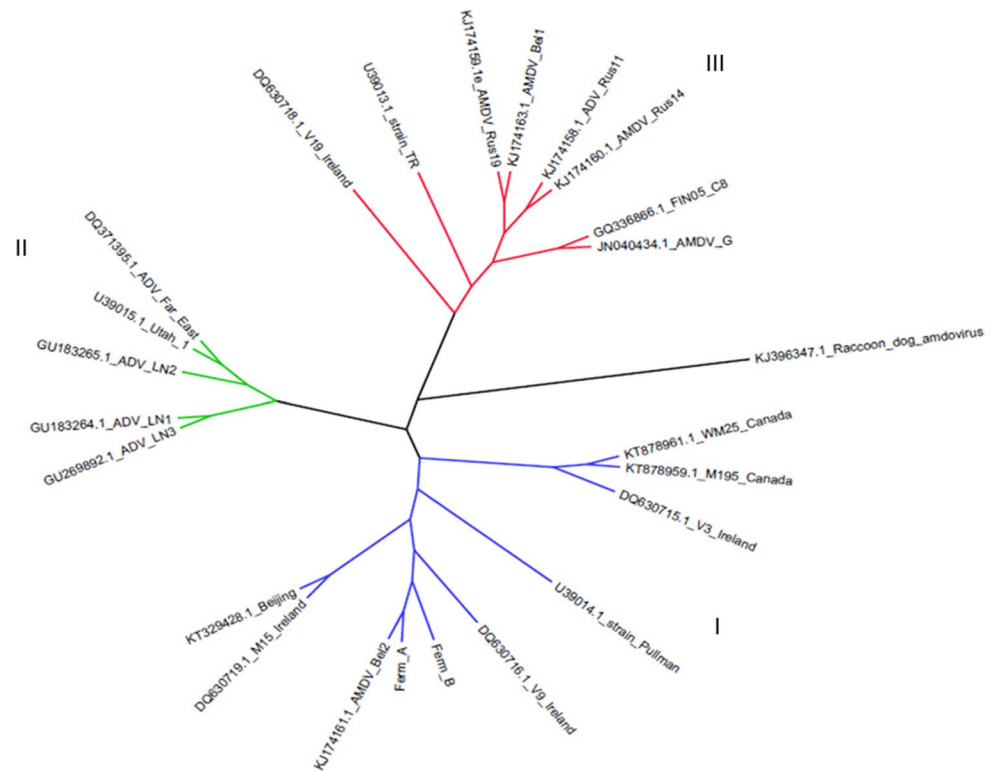 KJ174159.1e_AMDV_Rus19
KJ174163.1_AMDV_Bel1
III
KJ174158.1_ADV_Rus11
U39013.1_strain_TR
DQ630718.1_V19_Ireland
KJ174160.1_AMDV_Rus14
GQ336866.1_FIN05_C8
JN040434.1_AMDV_G
II
DQ371395.1_ADV_Far_East
U39015.1_Utah_1
GU183265.1_ADV_LN2
GU183264.1_ADV_LN1
GU269892.1_ADV_LN3
KJ396347.1_Raccoon_dog_amdovirus
KT878961.1_WM25_Canada
KT878959.1_M195_Canada
DQ630715.1_V3_Ireland
U39014.1_strain_Pullman
I
KT329428.1_Beijing
DQ630719.1_M15_Ireland
KJ174161.1_AMDV_Bel2
Ferm_A
Ferm_B
DQ630716.1_V9_Ireland